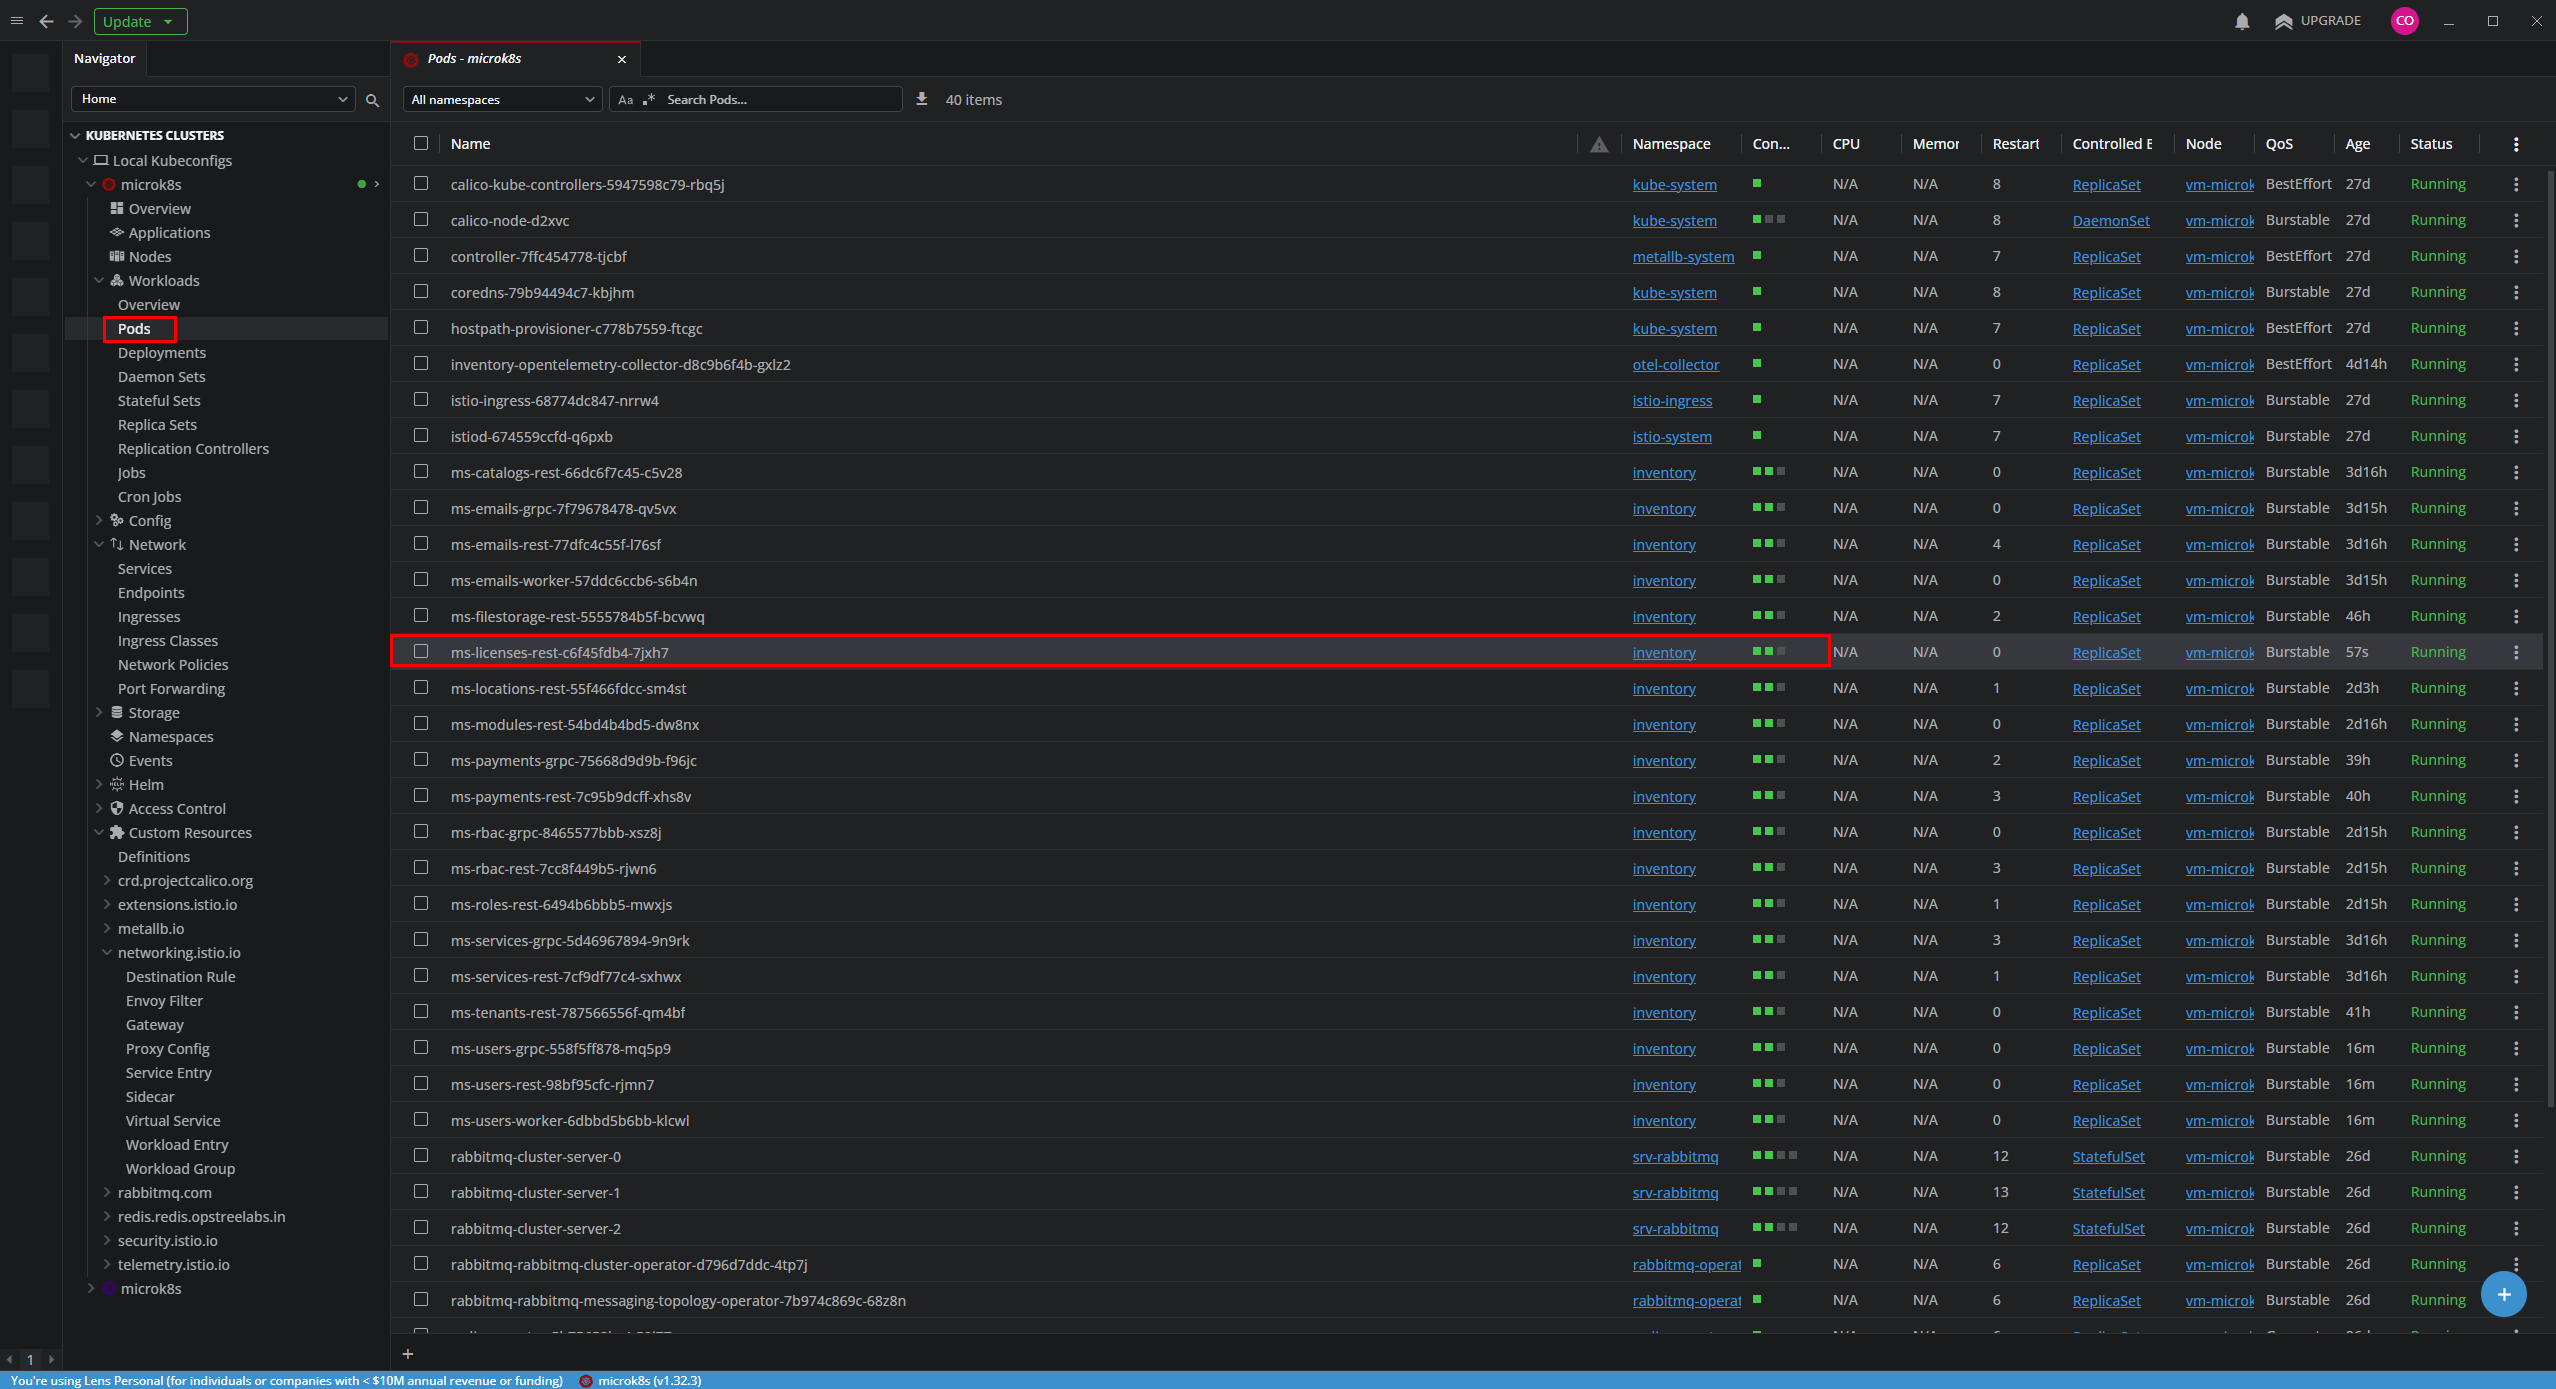 Update
UPGRADE
CO
Navigator
Pods - microk8s
Home
All namespaces
Aa .* Search Pods...
40 items
KUBERNETES CLUSTERS
Local Kubeconfigs
microk8s
Overview
Applications
Nodes
Workloads
Overview
Pods
Deployments
Daemon Sets
Stateful Sets
Replica Sets
Replication Controllers
Jobs
Cron Jobs
Config
Network
Services
Endpoints
Ingresses
Ingress Classes
Network Policies
Port Forwarding
Storage
Namespaces
Events
Helm
Access Control
Custom Resources
Definitions
crd.projectcalico.org
extensions.istio.io
metallb.io
networking.istio.io
Destination Rule
Envoy Filter
Gateway
Proxy Config
Service Entry
Sidecar
Virtual Service
Workload Entry
Workload Group
rabbitmq.com
redis.redis.opstreelabs.in
security.istio.io
telemetry.istio.io
microk8s
Name Namespace Con... CPU Memor Restart Controlled B Node QoS Age Status
calico-kube-controllers-5947598c79-rbq5j kube-system N/A N/A 8 ReplicaSet vm-microk BestEffort 27d Running
calico-node-d2xvc kube-system N/A N/A 8 DaemonSet vm-microk Burstable 27d Running
controller-7ffc454778-tjcbf metallb-system N/A N/A 7 ReplicaSet vm-microk BestEffort 27d Running
coredns-79b94494c7-kbjhm kube-system N/A N/A 8 ReplicaSet vm-microk Burstable 27d Running
hostpath-provisioner-c778b7559-ftcgc kube-system N/A N/A 7 ReplicaSet vm-microk BestEffort 27d Running
inventory-opentelemetry-collector-d8c9b6f4b-gxlz2 otel-collector N/A N/A 0 ReplicaSet vm-microk BestEffort 4d14h Running
istio-ingress-68774dc847-nrrw4 istio-ingress N/A N/A 7 ReplicaSet vm-microk Burstable 27d Running
istiod-674559ccfd-q6pxb istio-system N/A N/A 7 ReplicaSet vm-microk Burstable 27d Running
ms-catalogs-rest-66dc6f7c45-c5v28 inventory N/A N/A 0 ReplicaSet vm-microk Burstable 3d16h Running
ms-emails-grpc-7f79678478-qv5vx inventory N/A N/A 0 ReplicaSet vm-microk Burstable 3d15h Running
ms-emails-rest-77dfc4c55f-l76sf inventory N/A N/A 4 ReplicaSet vm-microk Burstable 3d16h Running
ms-emails-worker-57ddc6ccb6-s6b4n inventory N/A N/A 0 ReplicaSet vm-microk Burstable 3d15h Running
ms-filestorage-rest-5555784b5f-bcvwq inventory N/A N/A 2 ReplicaSet vm-microk Burstable 46h Running
ms-licenses-rest-c6f45fdb4-7jxh7 inventory N/A N/A 0 ReplicaSet vm-microk Burstable 57s Running
ms-locations-rest-55f466fdcc-sm4st inventory N/A N/A 1 ReplicaSet vm-microk Burstable 2d3h Running
ms-modules-rest-54bd4b4bd5-dw8nx inventory N/A N/A 0 ReplicaSet vm-microk Burstable 2d16h Running
ms-payments-grpc-75668d9d9b-f96jc inventory N/A N/A 2 ReplicaSet vm-microk Burstable 39h Running
ms-payments-rest-7c95b9dcff-xhs8v inventory N/A N/A 3 ReplicaSet vm-microk Burstable 40h Running
ms-rbac-grpc-8465577bbb-xsz8j inventory N/A N/A 0 ReplicaSet vm-microk Burstable 2d15h Running
ms-rbac-rest-7cc8f449b5-rjwn6 inventory N/A N/A 3 ReplicaSet vm-microk Burstable 2d15h Running
ms-roles-rest-6494b6bbb5-mwxjs inventory N/A N/A 1 ReplicaSet vm-microk Burstable 2d15h Running
ms-services-grpc-5d46967894-9n9rk inventory N/A N/A 3 ReplicaSet vm-microk Burstable 3d16h Running
ms-services-rest-7cf9df77c4-sxhwx inventory N/A N/A 1 ReplicaSet vm-microk Burstable 3d16h Running
ms-tenants-rest-787566556f-qm4bf inventory N/A N/A 0 ReplicaSet vm-microk Burstable 41h Running
ms-users-grpc-558f5ff878-mq5p9 inventory N/A N/A 0 ReplicaSet vm-microk Burstable 16m Running
ms-users-rest-98bf95cfc-rjmn7 inventory N/A N/A 0 ReplicaSet vm-microk Burstable 16m Running
ms-users-worker-6dbbd5b6bb-klcwl inventory N/A N/A 0 ReplicaSet vm-microk Burstable 16m Running
rabbitmq-cluster-server-0 srv-rabbitmq N/A N/A 12 StatefulSet vm-microk Burstable 26d Running
rabbitmq-cluster-server-1 srv-rabbitmq N/A N/A 13 StatefulSet vm-microk Burstable 26d Running
rabbitmq-cluster-server-2 srv-rabbitmq N/A N/A 12 StatefulSet vm-microk Burstable 26d Running
rabbitmq-rabbitmq-cluster-operator-d796d7ddc-4tp7j rabbitmq-operat N/A N/A 6 ReplicaSet vm-microk Burstable 26d Running
rabbitmq-rabbitmq-messaging-topology-operator-7b974c869c-68z8n rabbitmq-operat N/A N/A 6 ReplicaSet vm-microk Burstable 26d Running
1
You're using Lens Personal (for individuals or companies with < $10M annual revenue or funding) microk8s (v1.32.3)